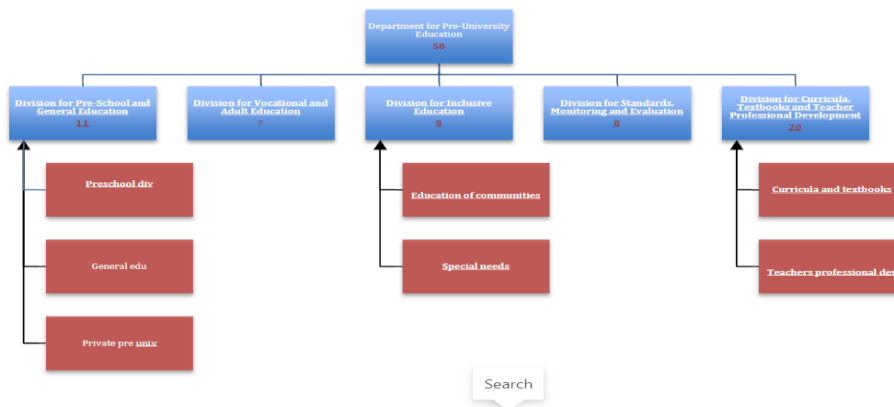 Department for Pre-University
Education
58
Division for Pre-School and
General Education
11
Division for Vocational and
Adult Education
7
Division for Inclusive
Education
9
Division for Standards,
Monitoring and Evaluation
8
Division for Curricula,
Textbooks and Teacher
Professional Development
20
Preschool div
General edu
Private pre univ
Education of communities
Special needs
Curricula and textbooks
Teachers professional dev
Search